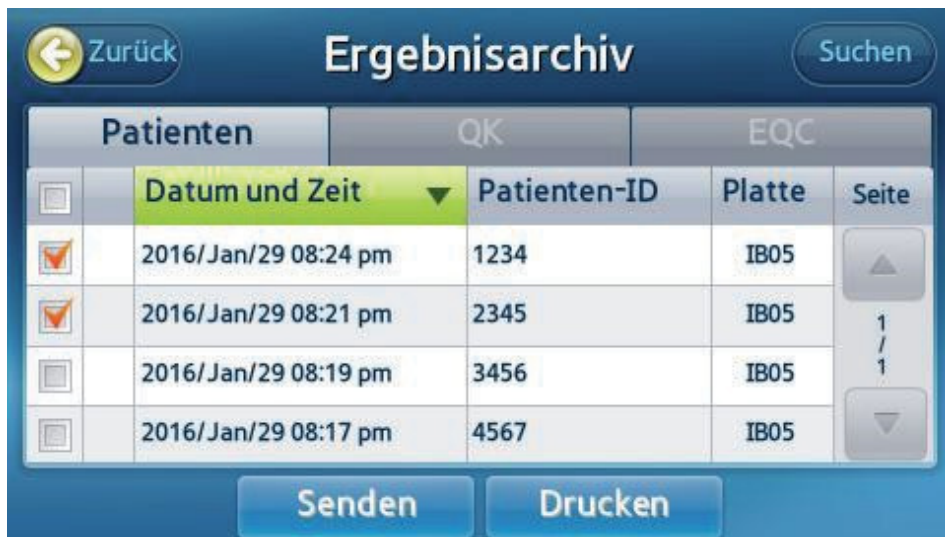 Zurück Ergebnisarchiv Suchen
Patienten QK EQC
Datum und Zeit Patienten-ID Platte Seite
2016/Jan/29 08:24 pm 1234 IB05
2016/Jan/29 08:21 pm 2345 IB05
2016/Jan/29 08:19 pm 3456 IB05
2016/Jan/29 08:17 pm 4567 IB05
1
/
1
Senden Drucken